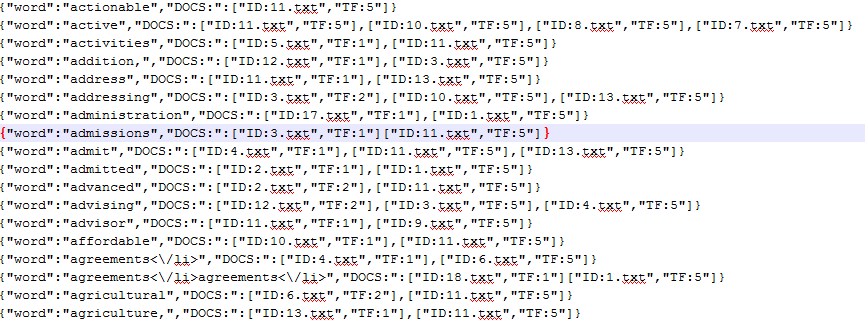 {"word":"actionable","DOCS:":["ID:11.txt","TF:5"]}
{"word":"active","DOCS:":["ID:11.txt","TF:5"],["ID:10.txt","TF:5"],["ID:8.txt","TF:5"],["ID:7.txt","TF:5"]}
{"word":"activities","DOCS:":["ID:5.txt","TF:1"],["ID:11.txt","TF:5"]}
{"word":"addition,","DOCS:":["ID:12.txt","TF:1"],["ID:3.txt","TF:5"]}
{"word":"address","DOCS:":["ID:11.txt","TF:1"],["ID:13.txt","TF:5"]}
{"word":"addressing","DOCS:":["ID:3.txt","TF:2"],["ID:10.txt","TF:5"],["ID:13.txt","TF:5"]}
{"word":"administration","DOCS:":["ID:17.txt","TF:1"],["ID:1.txt","TF:5"]}
{"word":"admissions","DOCS:":["ID:3.txt","TF:1"]["ID:11.txt","TF:5"]}
{"word":"admit","DOCS:":["ID:4.txt","TF:1"],["ID:11.txt","TF:5"],["ID:13.txt","TF:5"]}
{"word":"admitted","DOCS:":["ID:2.txt","TF:1"],["ID:1.txt","TF:5"]}
{"word":"advanced","DOCS:":["ID:2.txt","TF:2"],["ID:11.txt","TF:5"]}
{"word":"advising","DOCS:":["ID:12.txt","TF:2"],["ID:3.txt","TF:5"],["ID:4.txt","TF:5"]}
{"word":"advisor","DOCS:":["ID:11.txt","TF:1"],["ID:9.txt","TF:5"]}
{"word":"affordable","DOCS:":["ID:10.txt","TF:1"],["ID:11.txt","TF:5"]}
{"word":"agreements<\/li>","DOCS:":["ID:4.txt","TF:1"],["ID:6.txt","TF:5"]}
{"word":"agreements<\/li>agreements<\/li>","DOCS:":["ID:18.txt","TF:1"]["ID:1.txt","TF:5"]}
{"word":"agricultural","DOCS:":["ID:6.txt","TF:2"],["ID:11.txt","TF:5"]}
{"word":"agriculture,","DOCS:":["ID:13.txt","TF:1"],["ID:11.txt","TF:5"]}